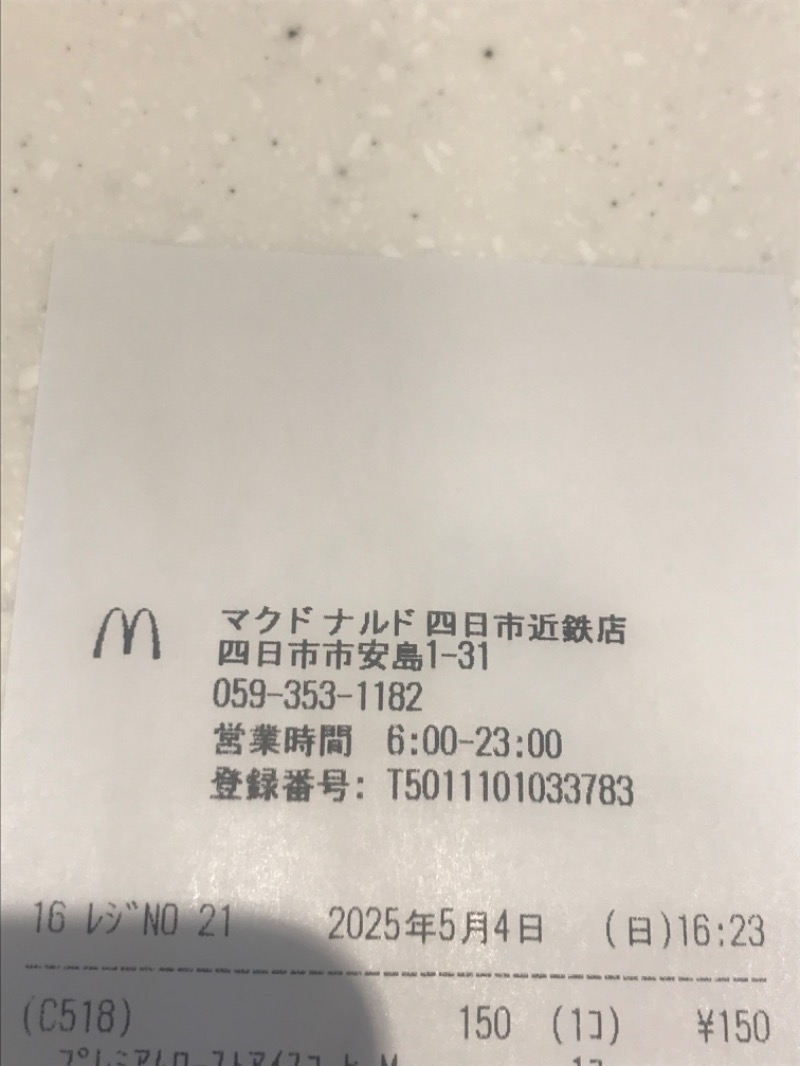 マクドナルド 四日市近鉄店
四日市市安島1-31
059-353-1182
営業時間 6:00-23:00
登録番号: T5011101033783
16 ﾚｼﾞNO 21 2025年5月4日 (日)16:23
(C518) 150 (1ｺ) ¥150